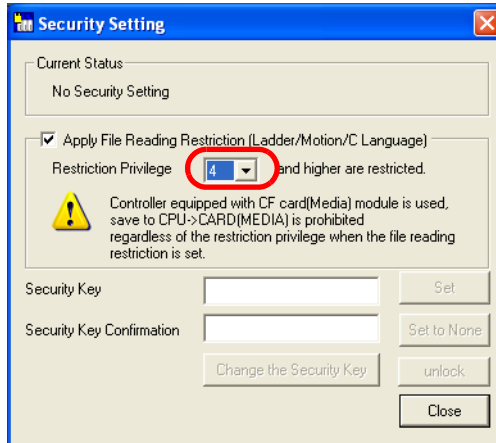 Security Setting
Current Status
No Security Setting
Apply File Reading Restriction (Ladder/Motion/C Language)
Restriction Privilege 4 and higher are restricted.
Controller equipped with CF card(Media) module is used,
save to CPU->CARD(MEDIA) is prohibited
regardless of the restriction privilege when the file reading
restriction is set.
Security Key Set
Security Key Confirmation Set to None
Change the Security Key unlock
Close